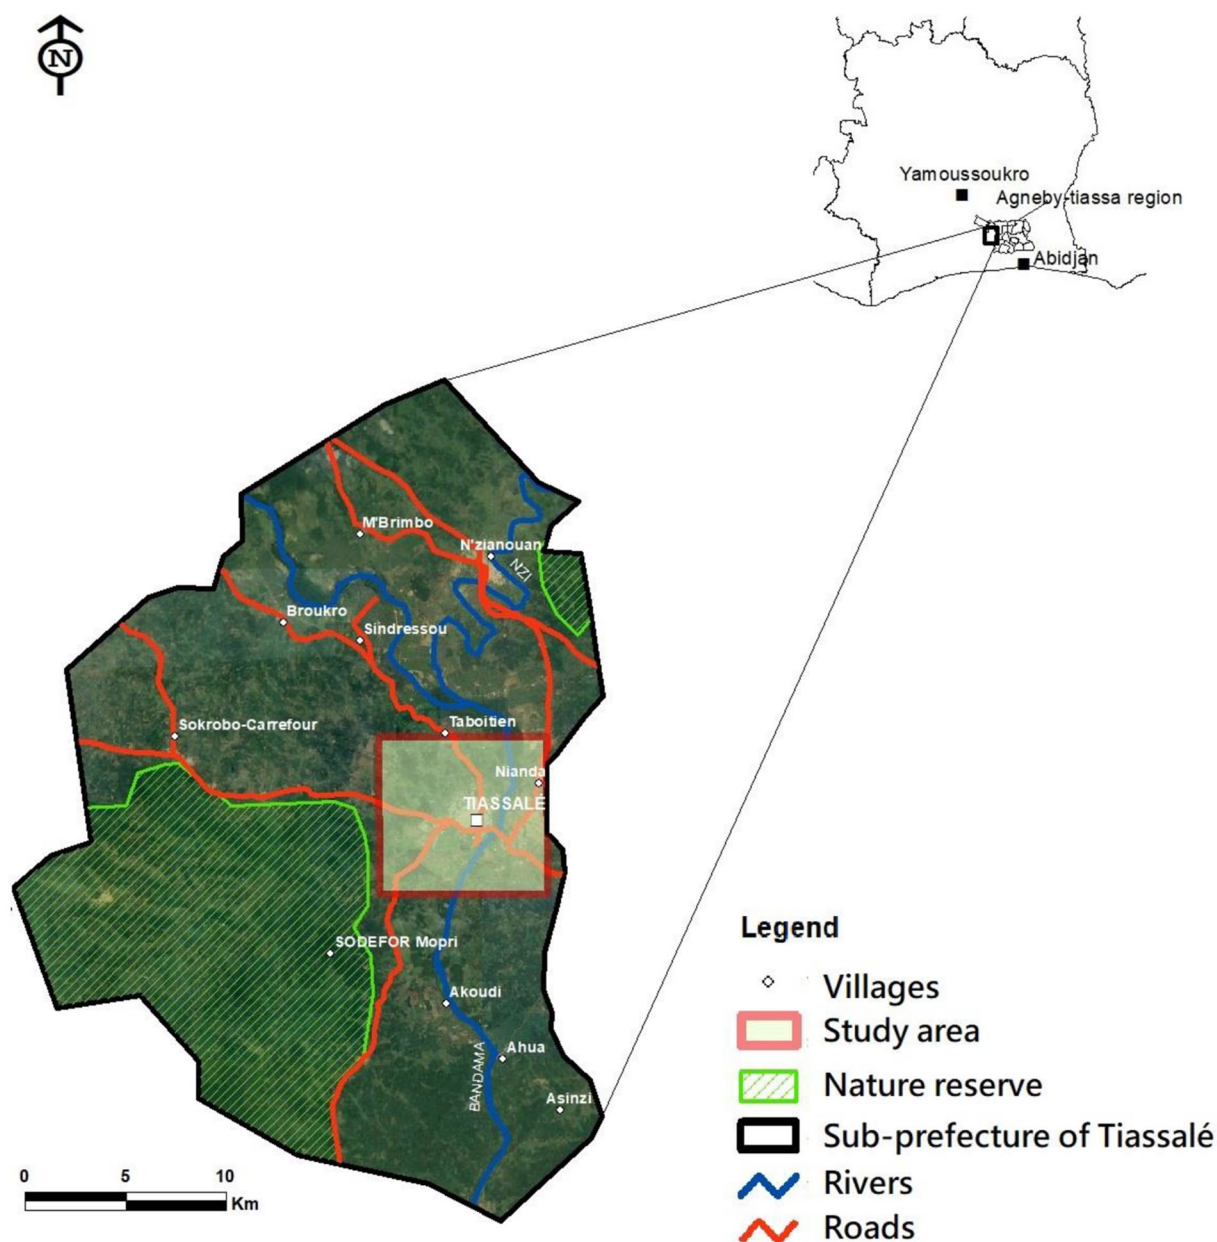 N
Yamoussoukro
Agneby-tiassa region
Abidjan
M'Brimbo
N'zianouan
NZI
Broukro
Sindressou
Sokrobo-Carrefour
Taboitien
Nianda
TIASSALÉ
SODEFOR Mopri
Akoudi
Ahua
BANDAMA
Asinzi
0 5 10
Km
Legend
Villages
Study area
Nature reserve
Sub-prefecture of Tiassalé
Rivers
Roads